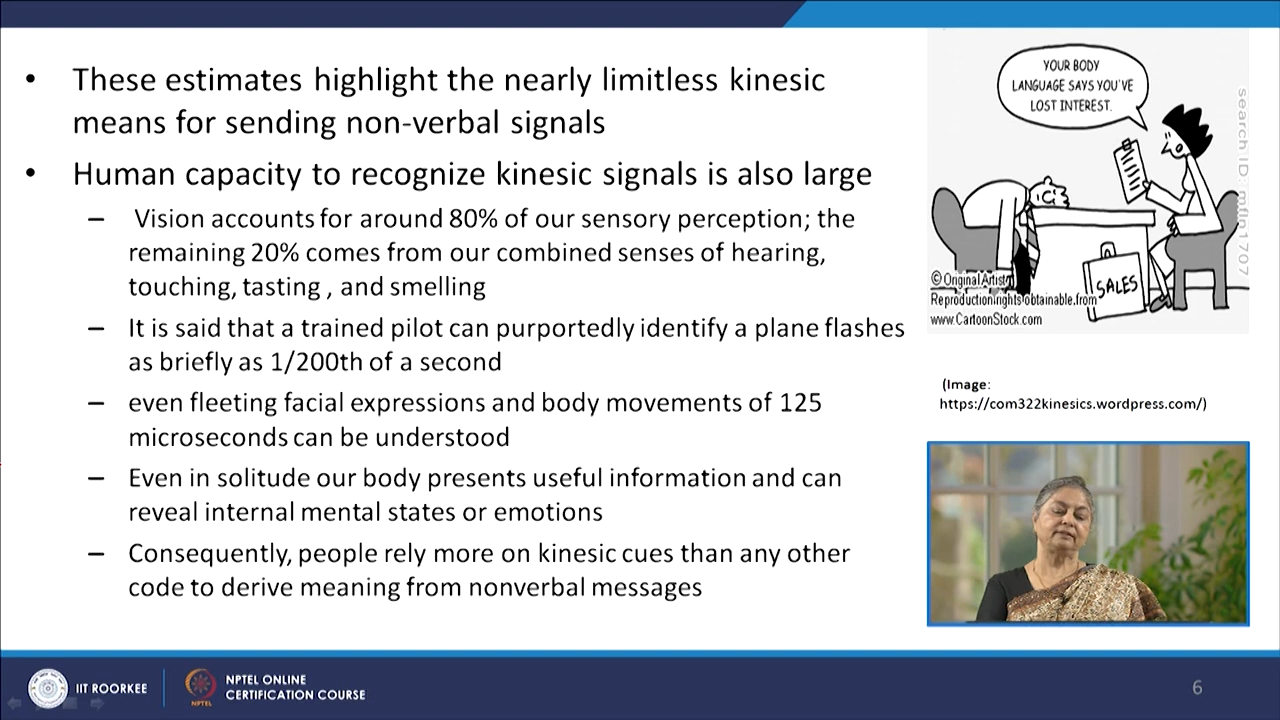 • These estimates highlight the nearly limitless kinesic
means for sending non-verbal signals
• Human capacity to recognize kinesic signals is also large
– Vision accounts for around 80% of our sensory perception; the
remaining 20% comes from our combined senses of hearing,
touching, tasting , and smelling
– It is said that a trained pilot can purportedly identify a plane flashes
as briefly as 1/200th of a second
– even fleeting facial expressions and body movements of 125
microseconds can be understood
– Even in solitude our body presents useful information and can
reveal internal mental states or emotions
– Consequently, people rely more on kinesic cues than any other
code to derive meaning from nonverbal messages
YOUR BODY
LANGUAGE SAYS YOU'VE
LOST INTEREST.
SALES
© Original Artist
Reproduction rights obtainable from
www.CartoonStock.com
search ID: mfln1707
(Image:
https://com322kinesics.wordpress.com/)
IIT ROORKEE
NPTEL
NPTEL ONLINE
CERTIFICATION COURSE
6